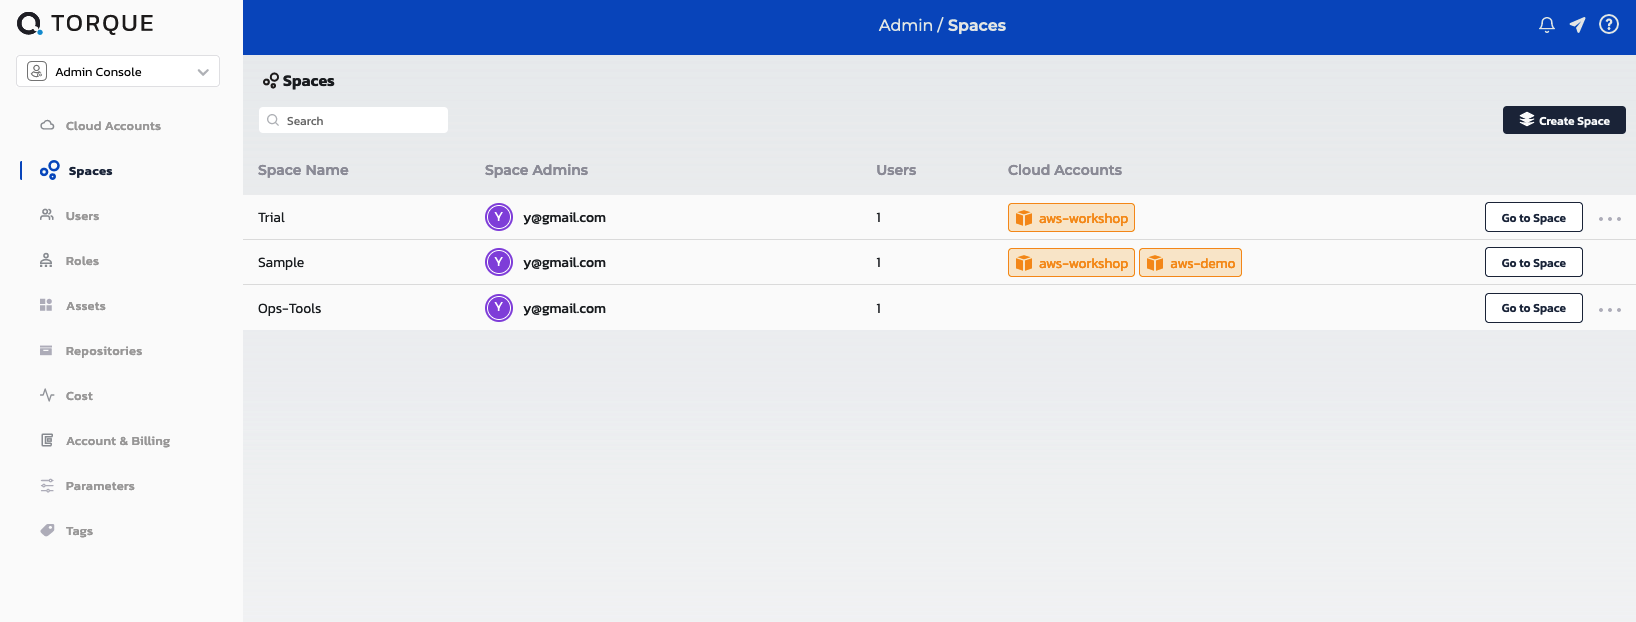 TORQUE
Admin / Spaces
Admin Console
Spaces
Search
Create Space
Cloud Accounts
Spaces
Users
Roles
Assets
Repositories
Cost
Account & Billing
Parameters
Tags
Space Name Space Admins Users Cloud Accounts
Trial Y y@gmail.com 1 aws-workshop Go to Space
Sample Y y@gmail.com 1 aws-workshop aws-demo Go to Space
Ops-Tools Y y@gmail.com 1 Go to Space